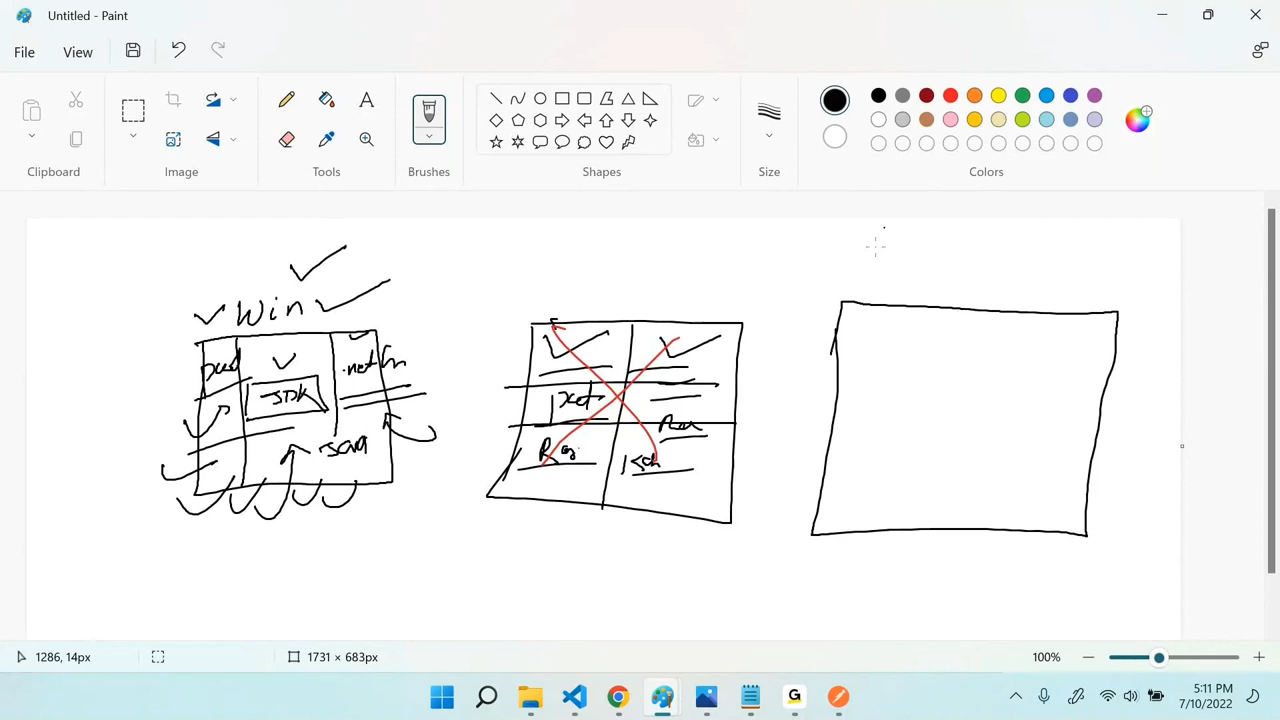 Untitled - Paint
File
View
Clipboard
Image
Tools
Brushes
Shapes
Size
Colors
Win
SDK
1286, 14px
1731 × 683px
100%
5:11 PM
7/10/2022